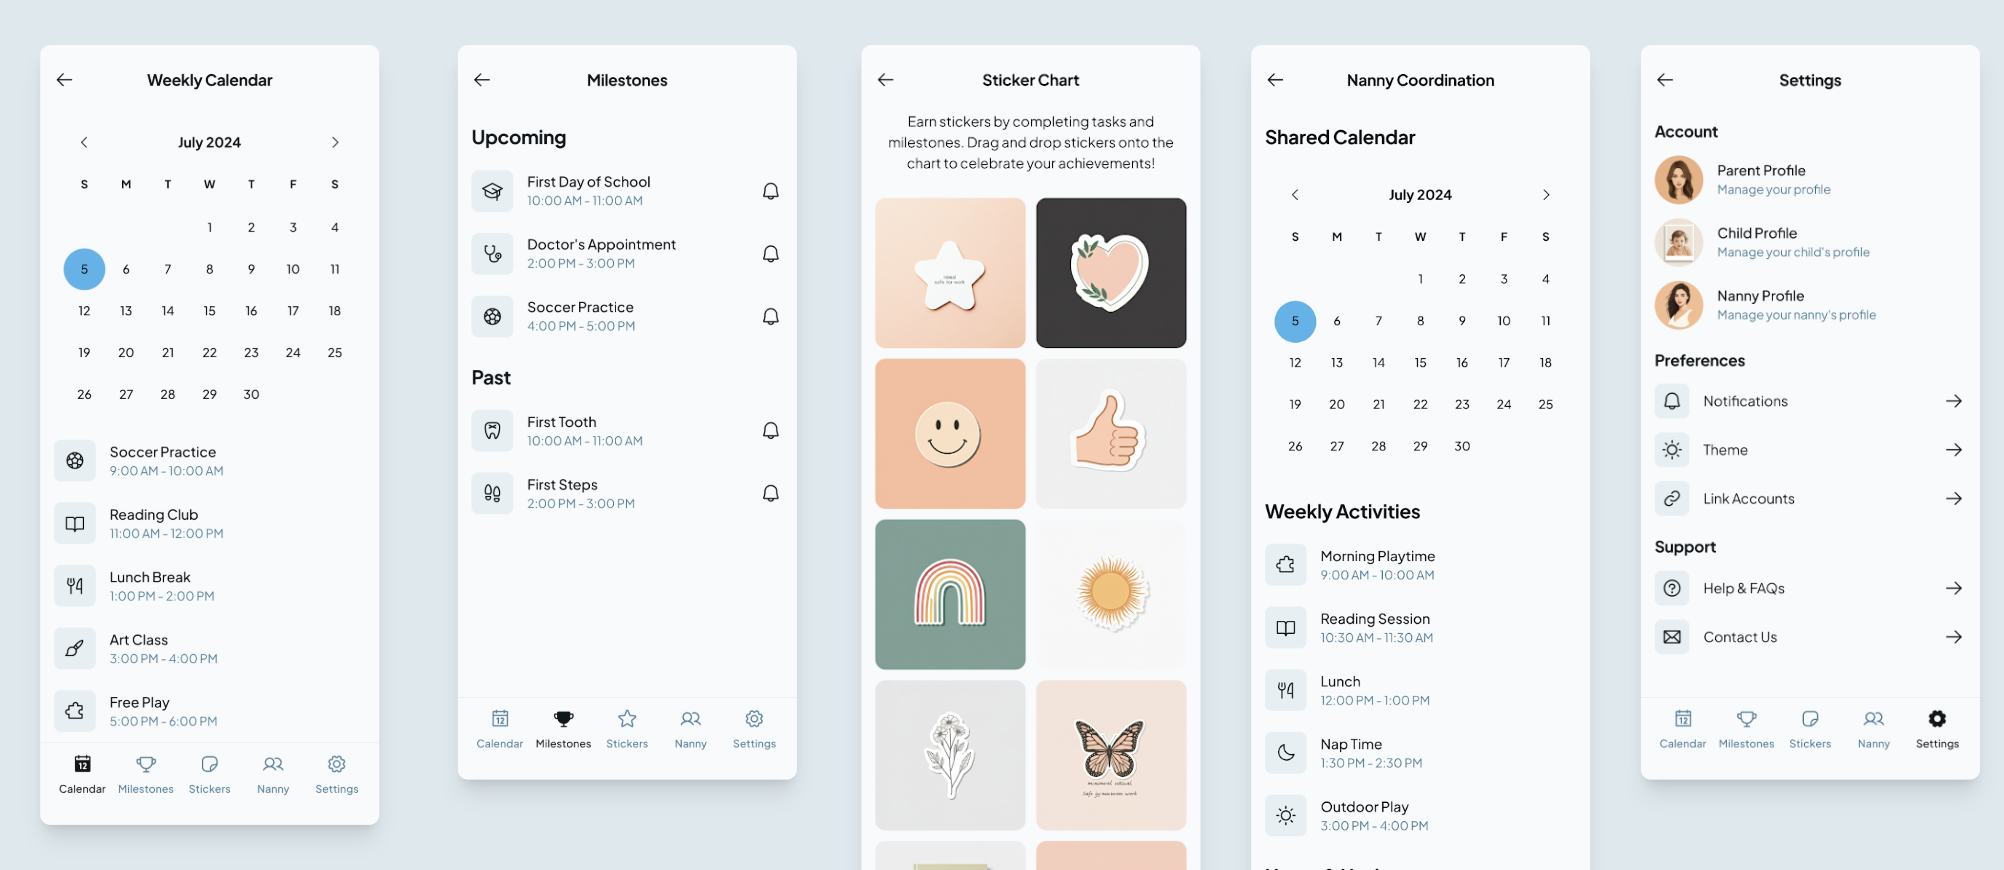 Weekly Calendar
July 2024
S M T W T F S
1 2 3 4
5 6 7 8 9 10 11
12 13 14 15 16 17 18
19 20 21 22 23 24 25
26 27 28 29 30
Soccer Practice
9:00 AM - 10:00 AM
Reading Club
11:00 AM - 12:00 PM
Lunch Break
1:00 PM - 2:00 PM
Art Class
3:00 PM - 4:00 PM
Free Play
5:00 PM - 6:00 PM
12
Calendar Milestones Stickers Nanny Settings
Milestones
Upcoming
First Day of School
10:00 AM - 11:00 AM
Doctor's Appointment
2:00 PM - 3:00 PM
Soccer Practice
4:00 PM - 5:00 PM
Past
First Tooth
10:00 AM - 11:00 AM
First Steps
2:00 PM - 3:00 PM
12
Calendar Milestones Stickers Nanny Settings
Sticker Chart
Earn stickers by completing tasks and
milestones. Drag and drop stickers onto the
chart to celebrate your achievements!
Nanny Coordination
Shared Calendar
July 2024
S M T W T F S
1 2 3 4
5 6 7 8 9 10 11
12 13 14 15 16 17 18
19 20 21 22 23 24 25
26 27 28 29 30
Weekly Activities
Morning Playtime
9:00 AM - 10:00 AM
Reading Session
10:30 AM - 11:30 AM
Lunch
12:00 PM - 1:00 PM
Nap Time
1:30 PM - 2:30 PM
Outdoor Play
3:00 PM - 4:00 PM
Settings
Account
Parent Profile
Manage your profile
Child Profile
Manage your child's profile
Nanny Profile
Manage your nanny's profile
Preferences
Notifications
Theme
Link Accounts
Support
Help & FAQs
Contact Us
12
Calendar Milestones Stickers Nanny Settings